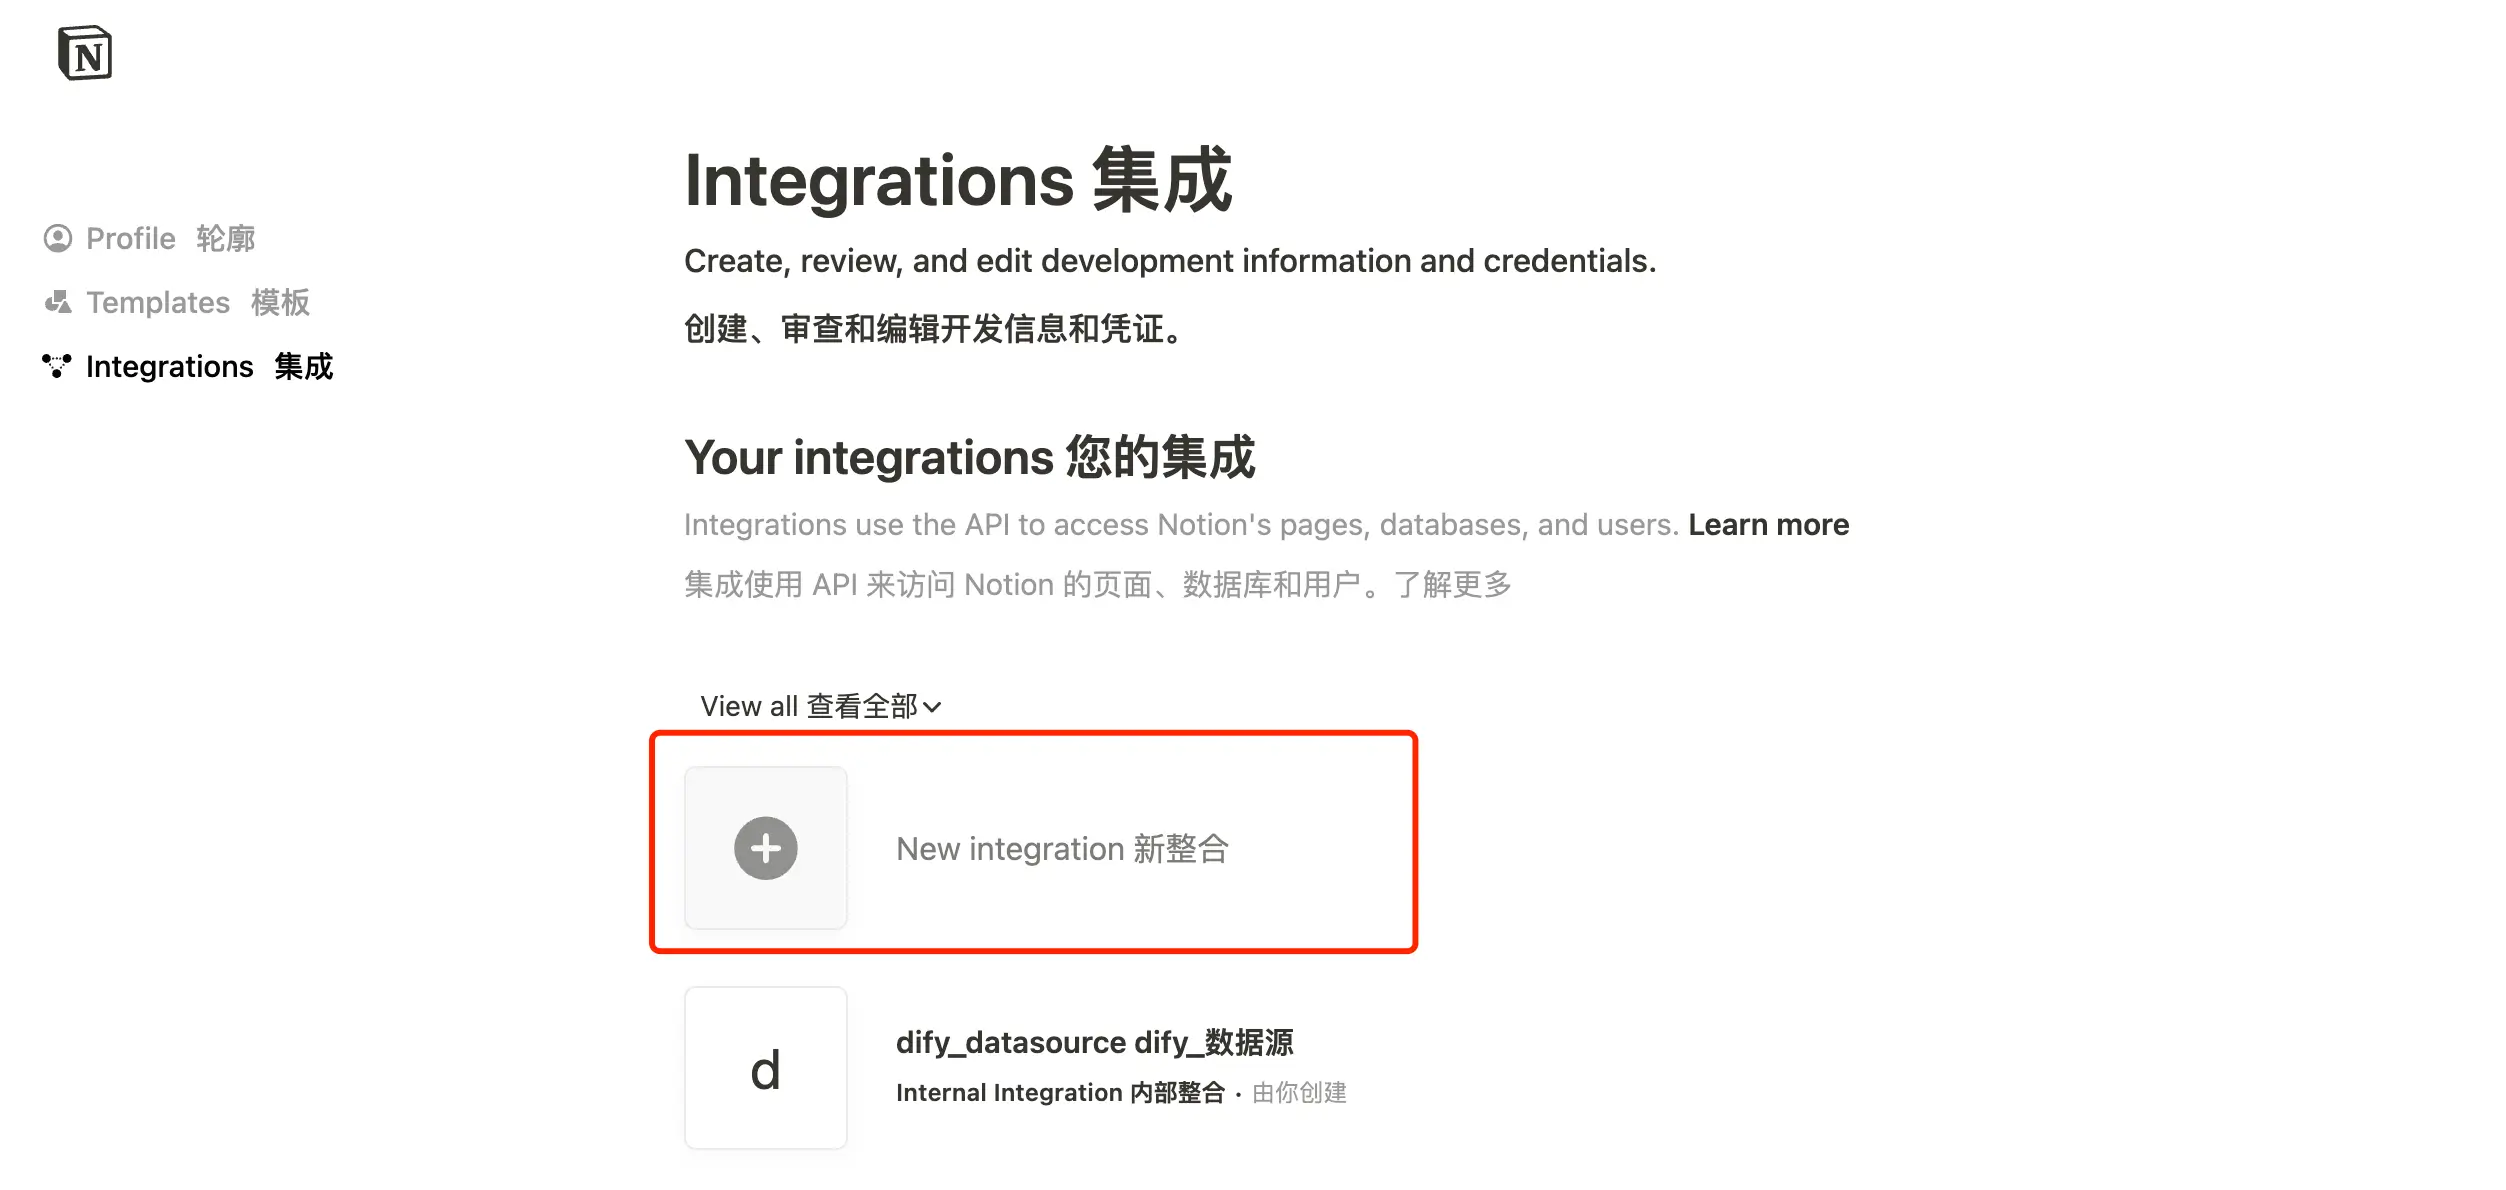 N
Profile 轮廓
Templates 模板
Integrations 集成
Integrations 集成
Create, review, and edit development information and credentials.
创建、审查和编辑开发信息和凭证。
Your integrations 您的集成
Integrations use the API to access Notion's pages, databases, and users. Learn more
集成使用 API 来访问 Notion 的页面、数据库和用户。了解更多
View all 查看全部
New integration 新整合
d
dify_datasource dify_数据源
Internal Integration 内部整合 • 由你创建